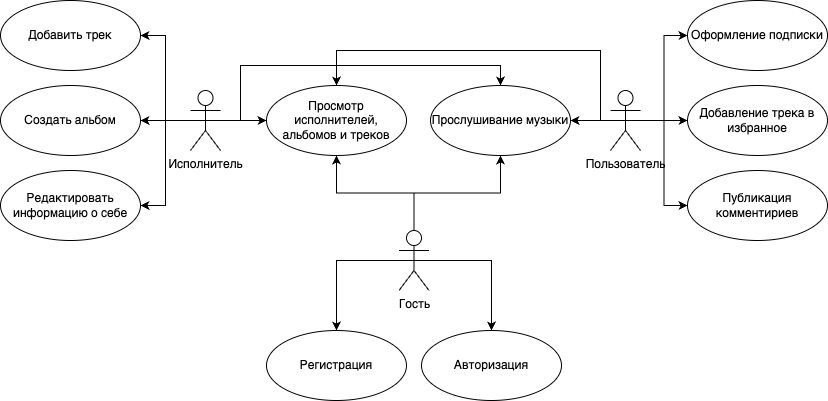 Добавить трек
Оформление подписки
Создать альбом
Просмотр
исполнителей,
альбомов и треков
Прослушивание музыки
Добавление трека в
избранное
Исполнитель
Пользователь
Редактировать
информацию о себе
Публикация
комментириев
Гость
Регистрация
Авторизация